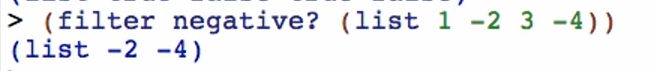 > (filter negative? (list 1 -2 3 -4))
(list -2 -4)